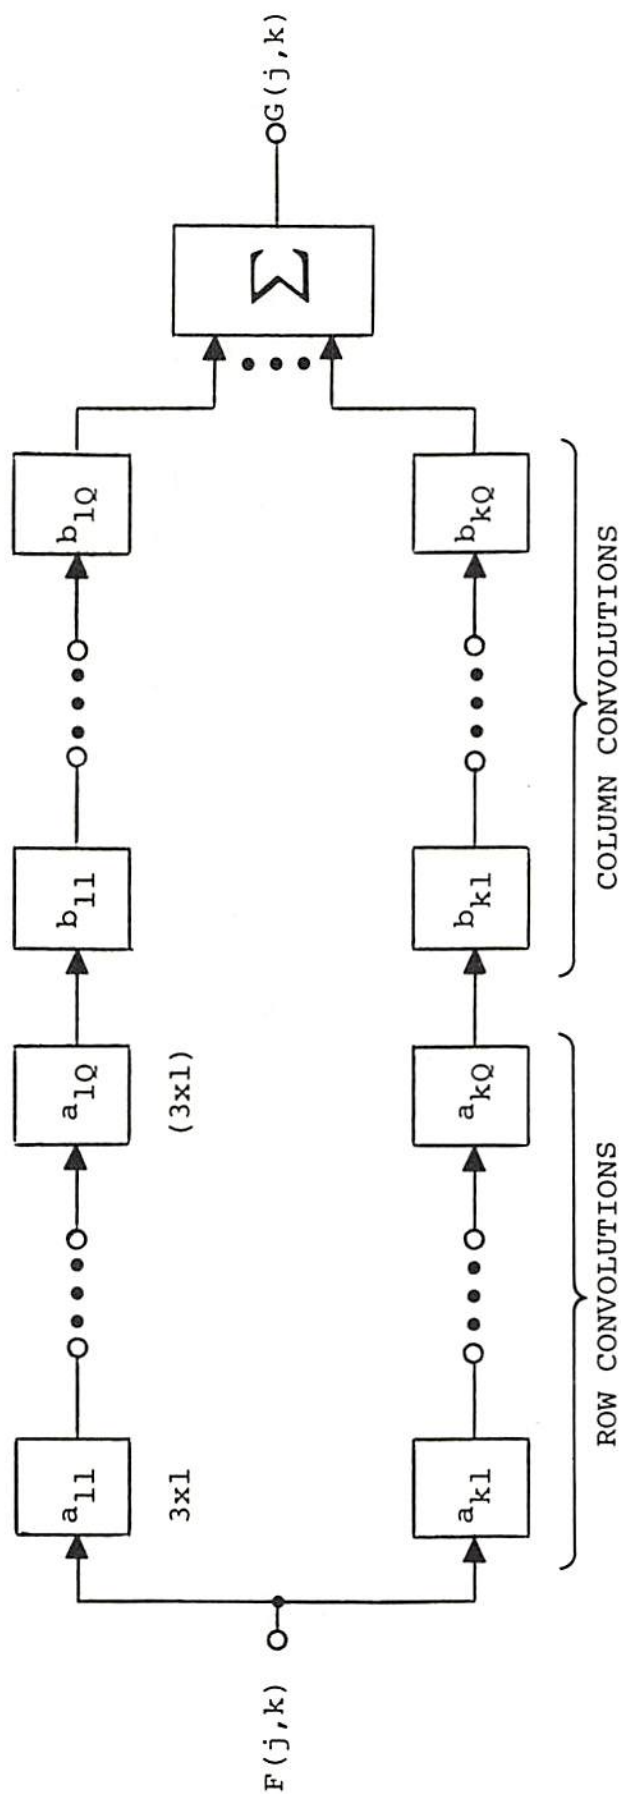 F(j,k)
a11
3x1
a1Q
(3x1)
b11
b1Q
ak1
akQ
bk1
bkQ
Σ
G(j,k)
ROW CONVOLUTIONS
COLUMN CONVOLUTIONS